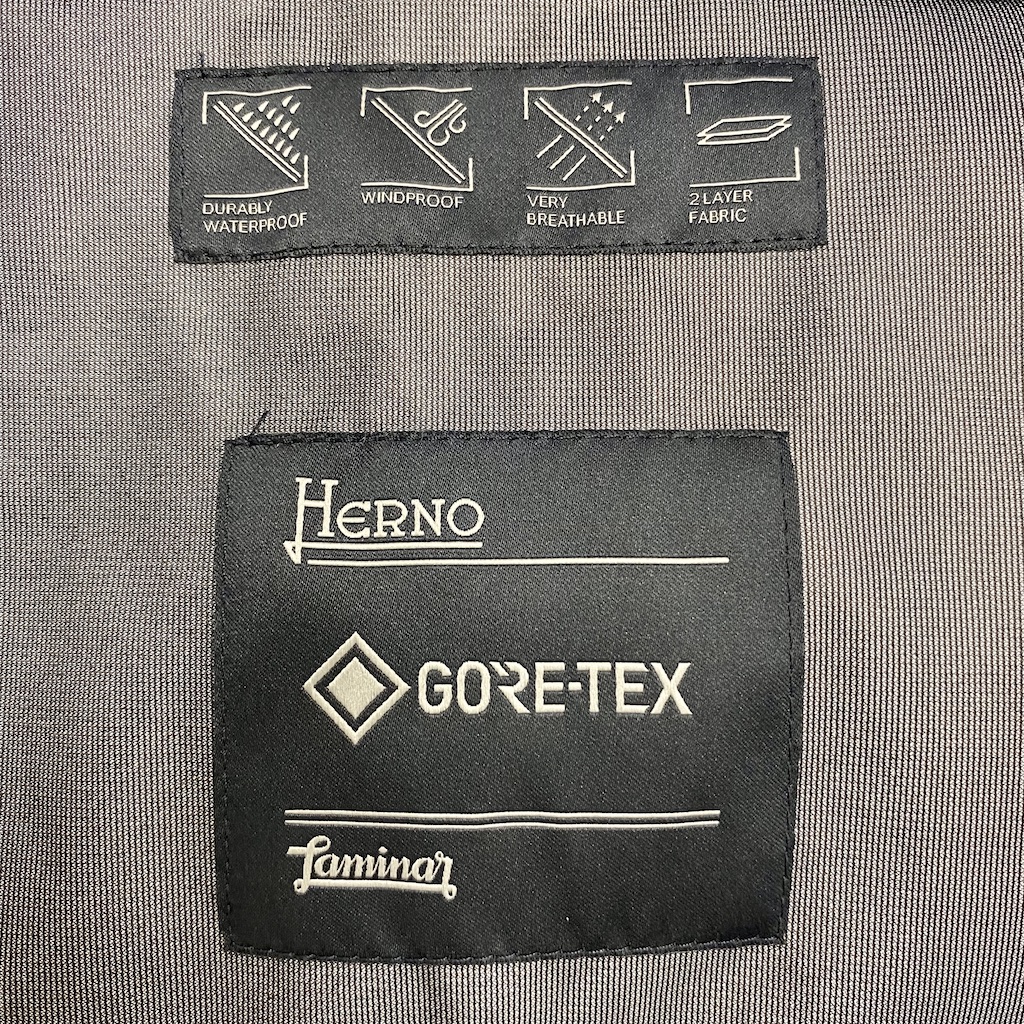 DURABLY
WATERPROOF
WINDPROOF
VERY
BREATHABLE
2 LAYER
FABRIC
HERNO
GORE-TEX
Laminar